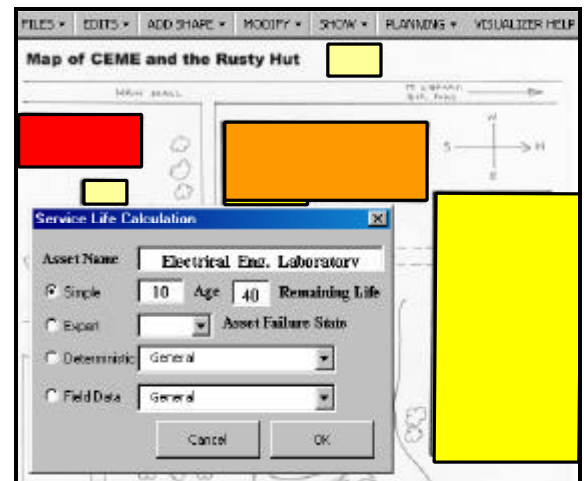 FILES EDITS ADD SHAPE MODIFY SHOW PLANNING VISUALIZER HELP
Map of CEME and the Rusty Hut
MAIN MALL
TO LIBRARY
W
S N
E
Service Life Calculation
Asset Name Electrical Eng. Laboratory
Simple 10 Age 40 Remaining Life
Expert Asset Failure State
Deterministic General
Field Data General
Cancel OK